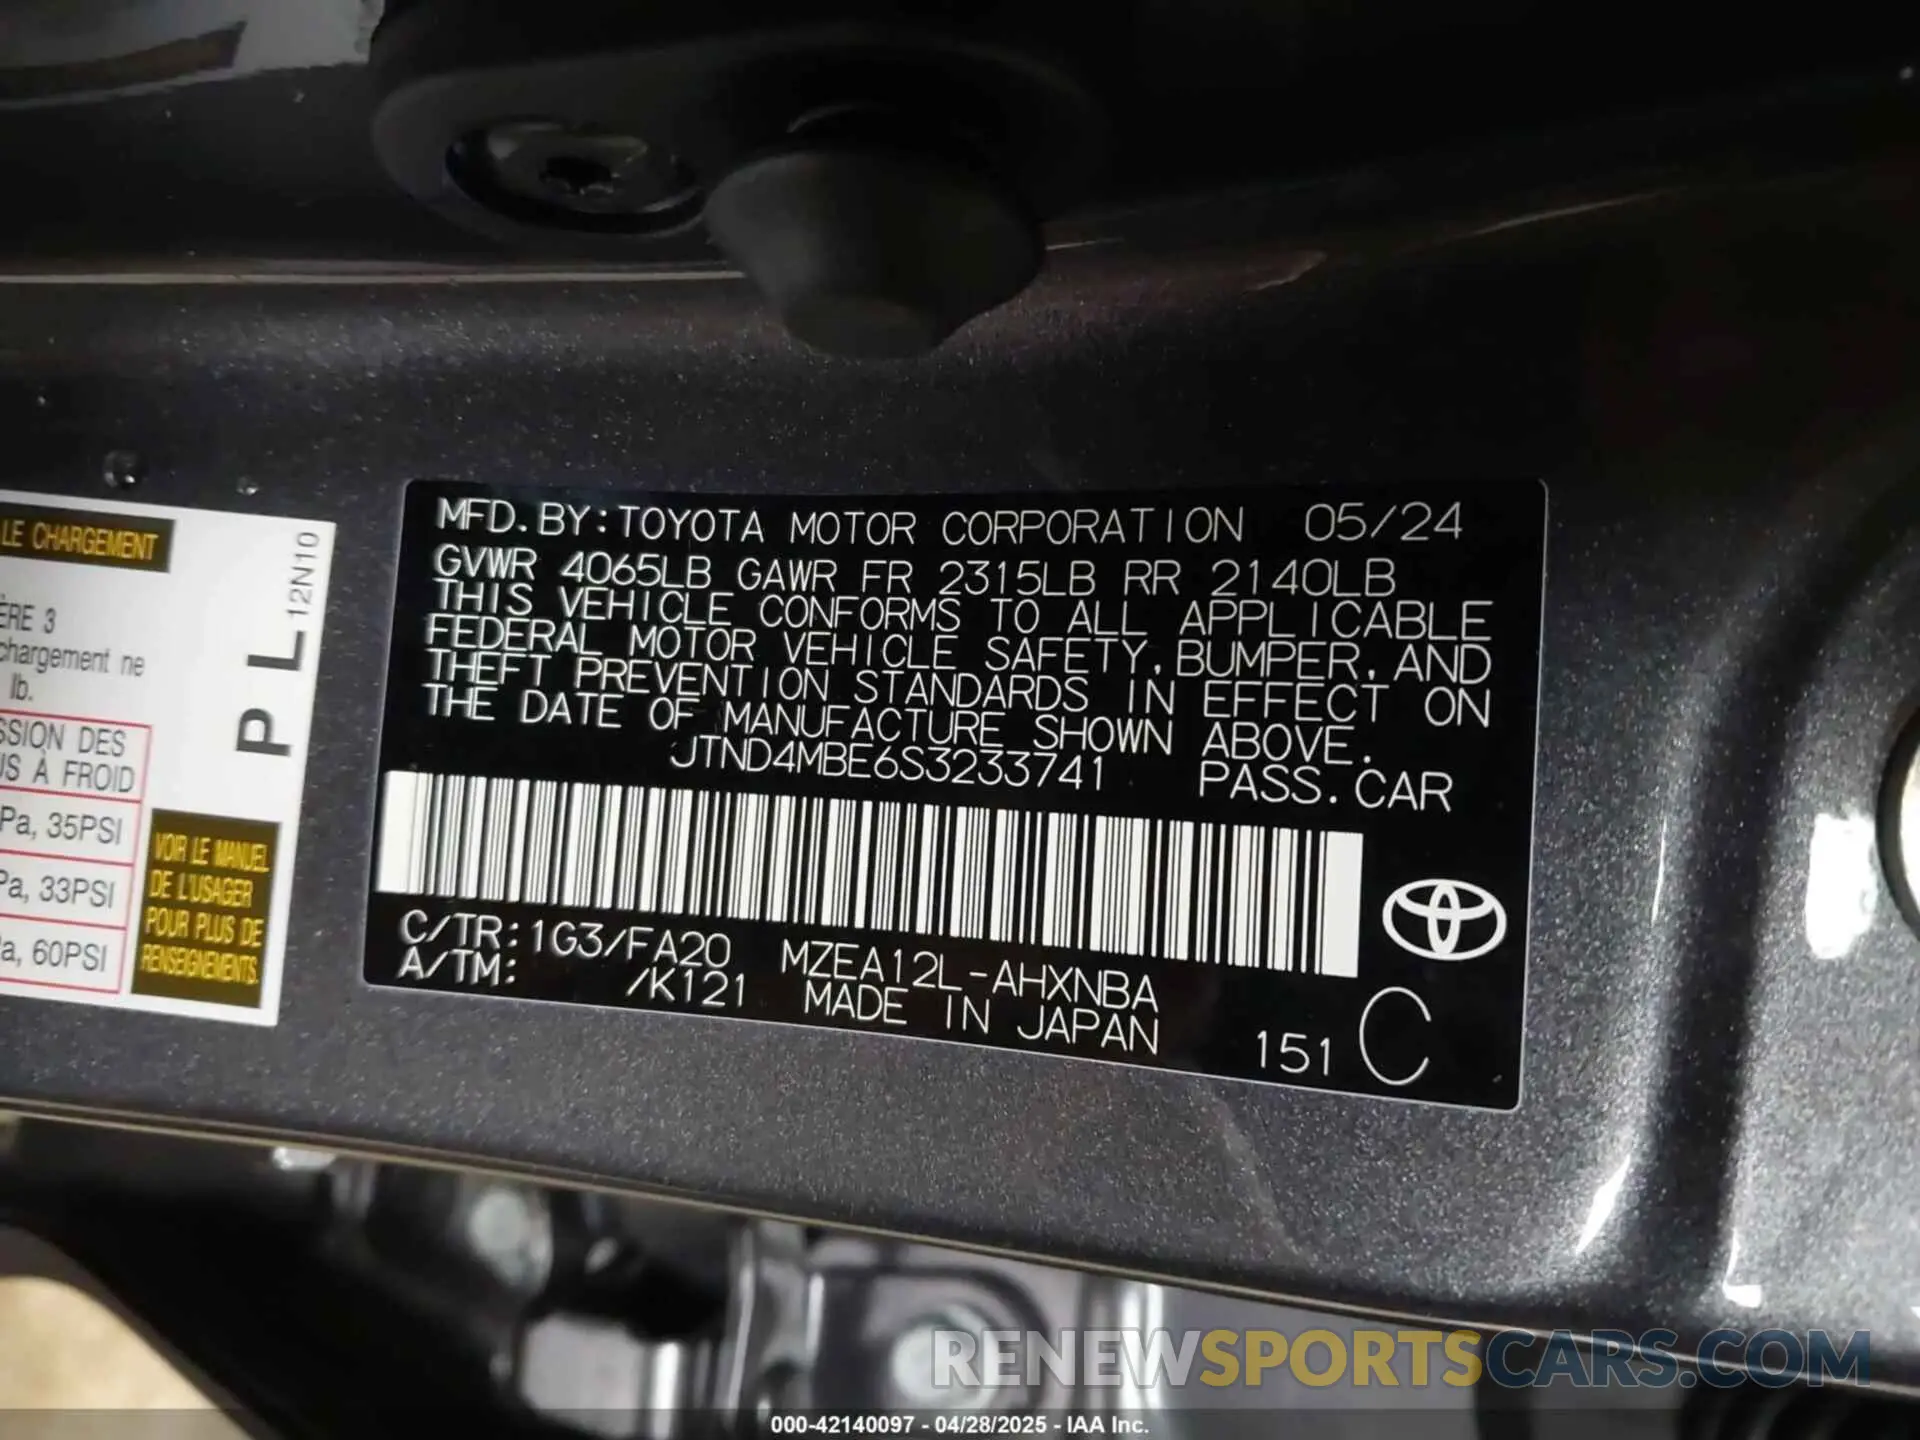 MFD. BY: TOYOTA MOTOR CORPORATION 05/24
GVWR 4065LB GAWR FR 2315LB RR 2140LB
THIS VEHICLE CONFORMS TO ALL APPLICABLE
FEDERAL MOTOR VEHICLE SAFETY, BUMPER, AND
THEFT PREVENTION STANDARDS IN EFFECT ON
THE DATE OF MANUFACTURE SHOWN ABOVE.
JTND4MBE6S3233741 PASS. CAR
C/TR: 1G3/FA20 MZEA12L-AHXNBA
A/TM: /K121 MADE IN JAPAN
151 C
LE CHARGEMENT
ÈRE 3
chargement ne
lb.
SSION DES
US À FROID
Pa, 35PSI
Pa, 33PSI
Pa, 60PSI
VOIR LE MANUEL
DE L'USAGER
POUR PLUS DE
RENSEIGNEMENTS.
P L 12N10
RENEWSPORTSCARS.COM
000-42140097 - 04/28/2025 - IAA Inc.